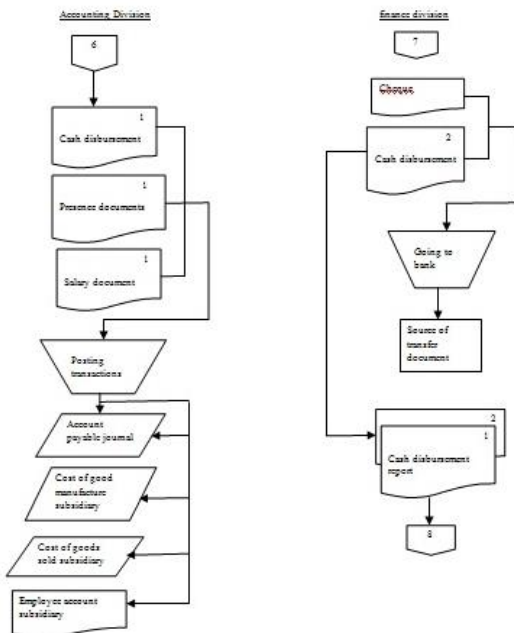 Accounting Division
6
1
Cash disbursement
1
Presence documents
1
Salary document
Posting
transactions
Account
payable journal
Cost of good
manufacture
subsidiary
Cost of goods
sold subsidiary
Employee account
subsidiary
finance division
7
Cheque
2
Cash disbursement
Going to
bank
Source of
transfer
document
2
1
Cash disbursement
report
8